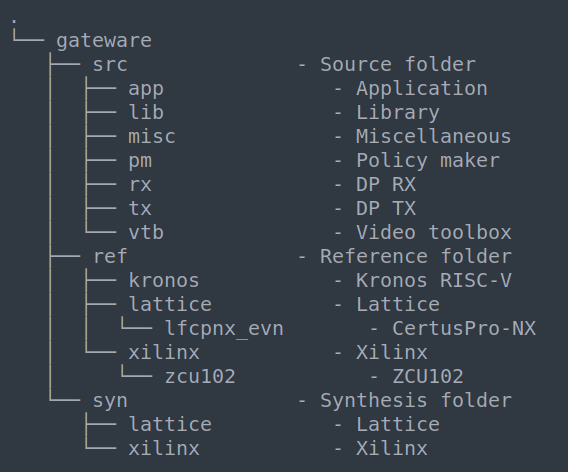 .
└── gateware
    ├── src              - Source folder
    │  ├── app              - Application
    │  ├── lib              - Library
    │  ├── misc             - Miscellaneous
    │  ├── pm               - Policy maker
    │  ├── rx               - DP RX
    │  ├── tx               - DP TX
    │  └── vtb              - Video toolbox
    ├── ref              - Reference folder
    │  ├── kronos           - Kronos RISC-V
    │  ├── lattice          - Lattice
    │  │  └── lfcpnx_evn       - CertusPro-NX
    │  └── xilinx           - Xilinx
    │     └── zcu102           - ZCU102
    └── syn              - Synthesis folder
       ├── lattice          - Lattice
       └── xilinx           - Xilinx